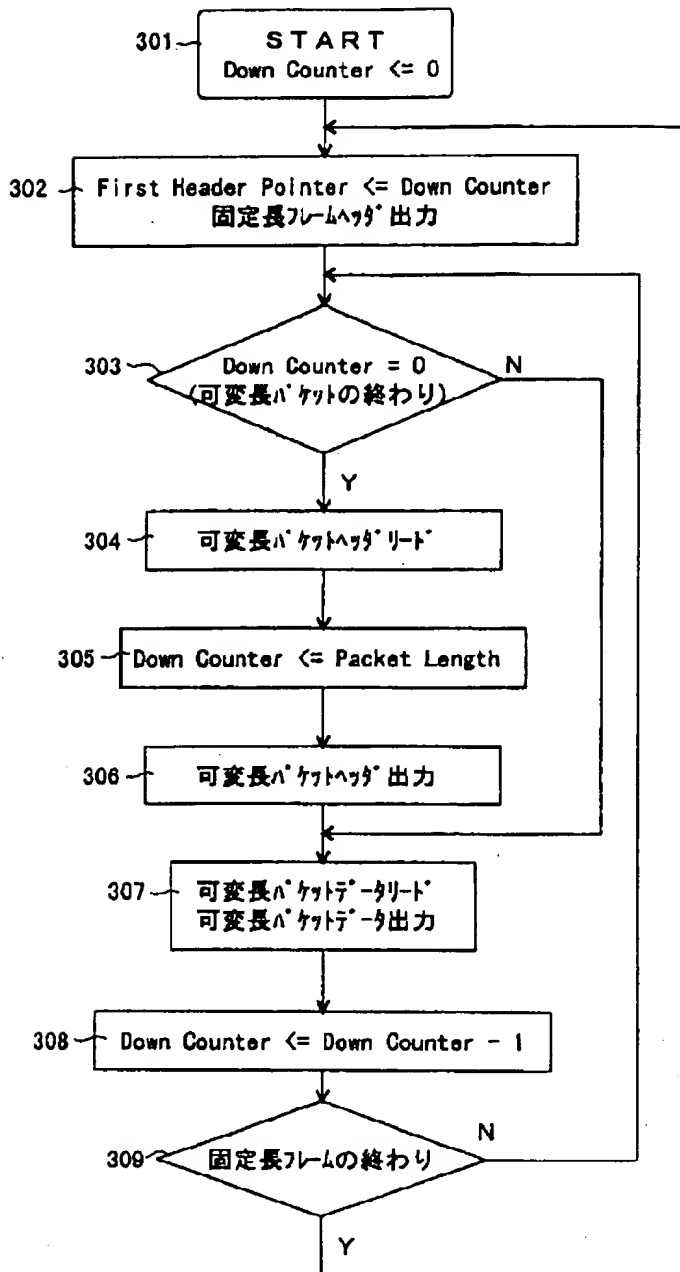 301
START
Down Counter <= 0
302
First Header Pointer <= Down Counter
固定長フレームヘッダ出力
303
Down Counter = 0
(可変長パケットの終わり)
N
Y
304
可変長パケットヘッダリード
305
Down Counter <= Packet Length
306
可変長パケットヘッダ出力
307
可変長パケットデータリード
可変長パケットデータ出力
308
Down Counter <= Down Counter - 1
309
固定長フレームの終わり
N
Y